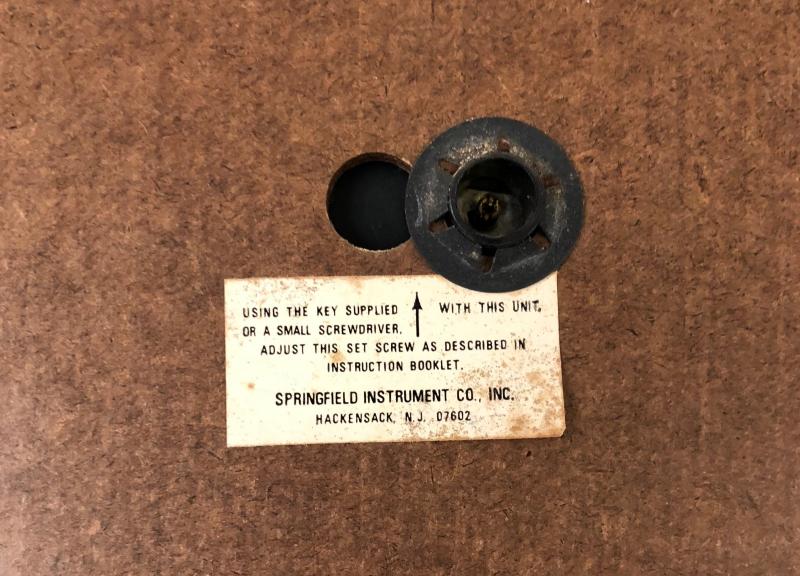 USING THE KEY SUPPLIED ↑ WITH THIS UNIT,
OR A SMALL SCREWDRIVER,
ADJUST THIS SET SCREW AS DESCRIBED IN
INSTRUCTION BOOKLET.
SPRINGFIELD INSTRUMENT CO., INC.
HACKENSACK, N.J. 07602